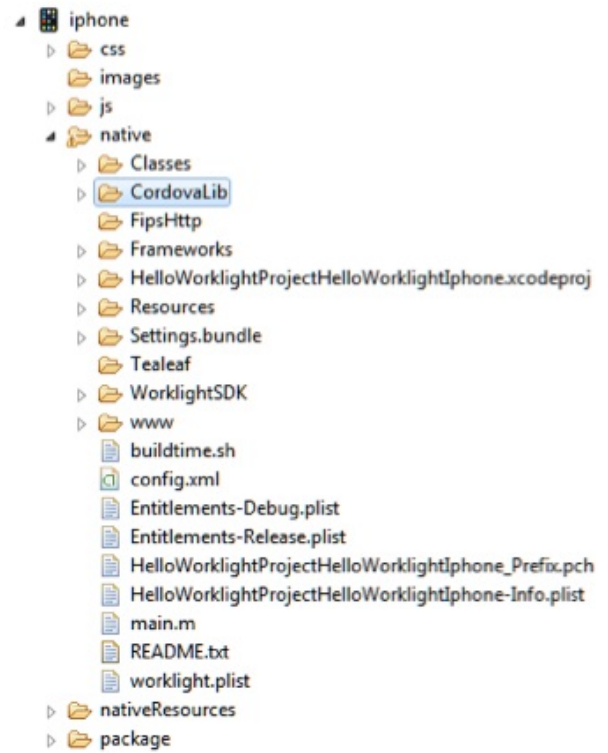 iphone
css
images
js
native
Classes
CordovaLib
FipsHttp
Frameworks
HelloWorklightProjectHelloWorklightIphone.xcodeproj
Resources
Settings.bundle
Tealeaf
WorklightSDK
www
buildtime.sh
config.xml
Entitlements-Debug.plist
Entitlements-Release.plist
HelloWorklightProjectHelloWorklightIphone_Prefix.pch
HelloWorklightProjectHelloWorklightIphone-Info.plist
main.m
README.txt
worklight.plist
nativeResources
package